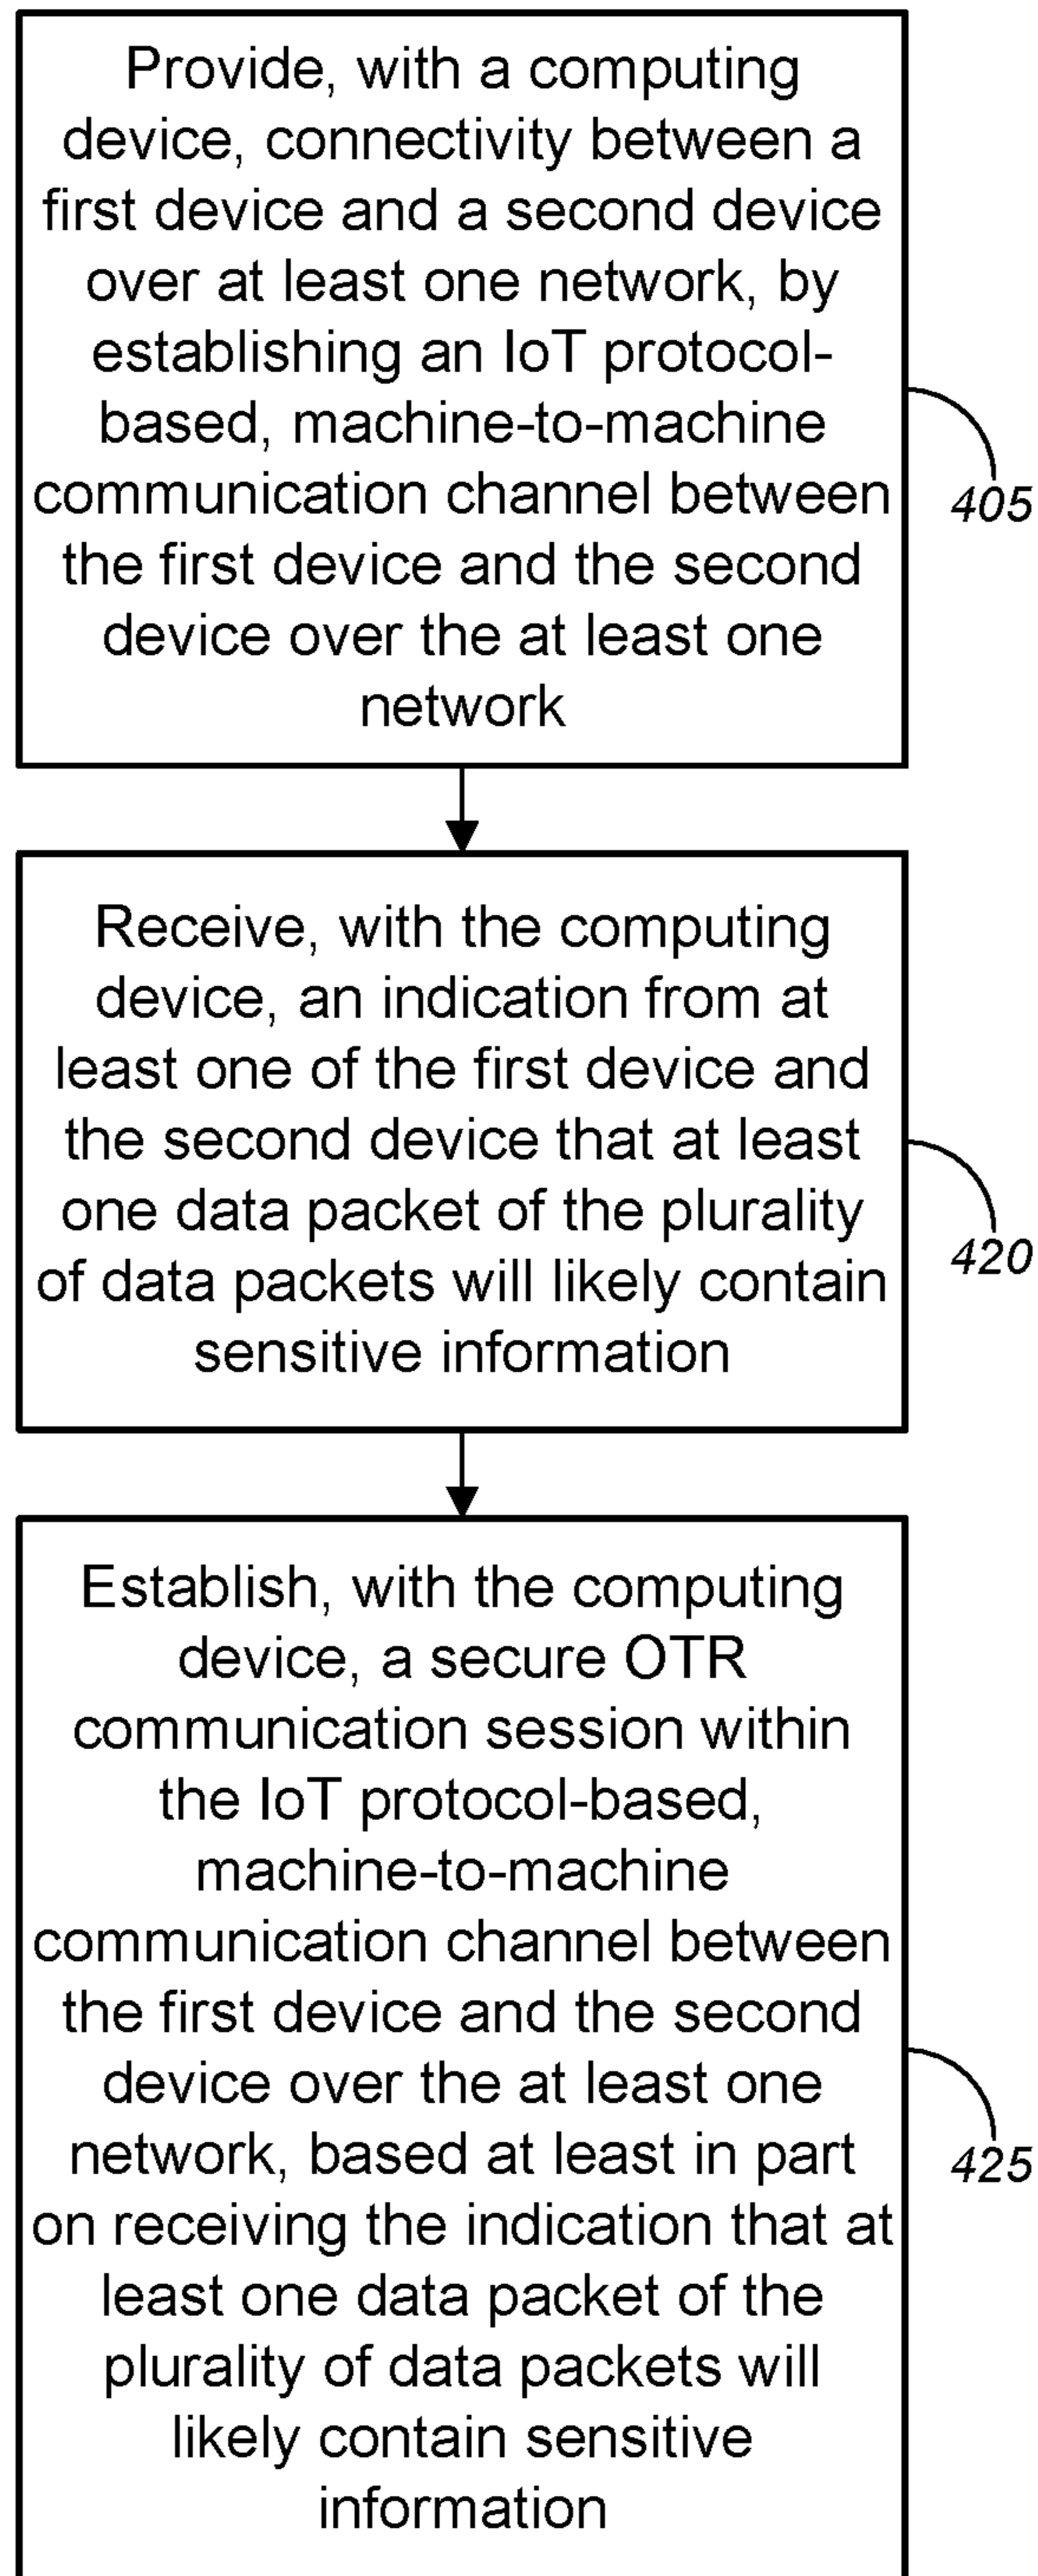 Provide, with a computing
device, connectivity between a
first device and a second device
over at least one network, by
establishing an IoT protocol-
based, machine-to-machine
communication channel between
the first device and the second
device over the at least one
network
405
Receive, with the computing
device, an indication from at
least one of the first device and
the second device that at least
one data packet of the plurality
of data packets will likely contain
sensitive information
420
Establish, with the computing
device, a secure OTR
communication session within
the IoT protocol-based,
machine-to-machine
communication channel between
the first device and the second
device over the at least one
network, based at least in part
on receiving the indication that at
least one data packet of the
plurality of data packets will
likely contain sensitive
information
425